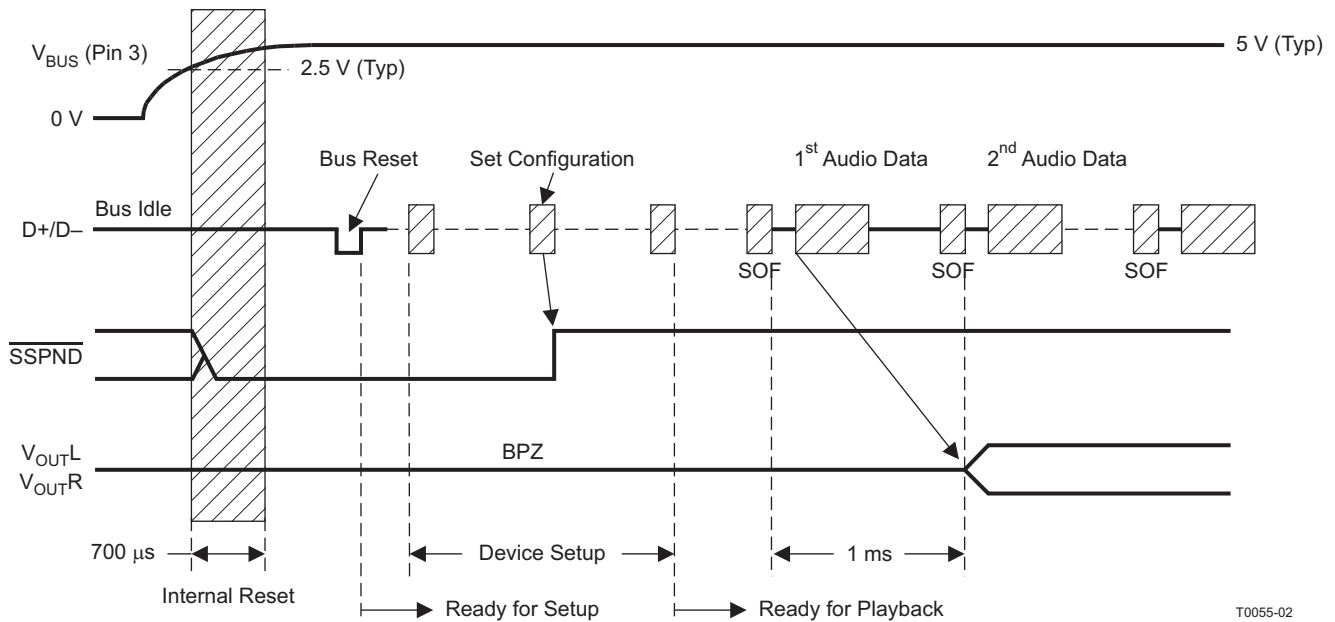 V_BUS (Pin 3)
5 V (Typ)
2.5 V (Typ)
0 V
Bus Reset
Set Configuration
1st Audio Data
2nd Audio Data
Bus Idle
D+/D–
SOF
SOF
SOF
SSPND
V_OUTL
V_OUTR
BPZ
700 μs
Device Setup
1 ms
Internal Reset
Ready for Setup
Ready for Playback
T0055-02